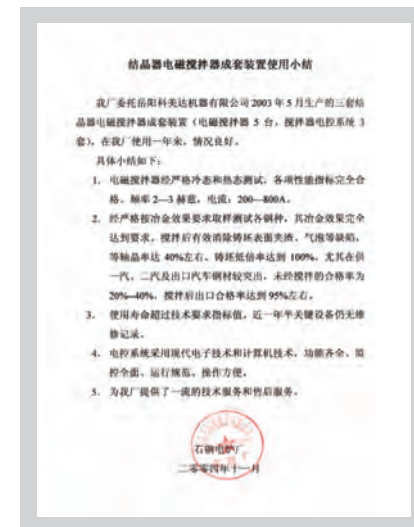 结晶器电磁搅拌器成套装置使用小结
我厂委托岳阳科美达机器有限公司 2003 年 5 月生产的三套结
晶器电磁搅拌器成套装置（电磁搅拌器 5 台，搅拌器电控系统 3
套），在我厂使用一年来，情况良好。
具体小结如下：
1、 电磁搅拌器经严格冷态和热态测试，各项性能指标完全合
格。频率 2—3 赫兹，电流：200—800A。
2、 经严格按冶金效果要求取样测试各钢种，其冶金效果完全
达到要求。搅拌后有效消除铸坯表面夹渣、气泡等缺陷，
等轴晶率达 40%左右、铸坯低倍率达到 100%。尤其在供
一汽、二汽及出口汽车钢材较突出，未经搅拌的合格率为
20%—40%，搅拌后出口合格率达到 95%左右。
3、 使用寿命超过技术要求指标值，近一年半关键设备仍无维
修记录。
4、 电控系统采用现代电子技术和计算机技术，功能齐全、监
控全面、运行规范、操作方便。
5、 为我厂提供了一流的技术服务和售后服务。
石钢电炉厂
二零零四年十一月